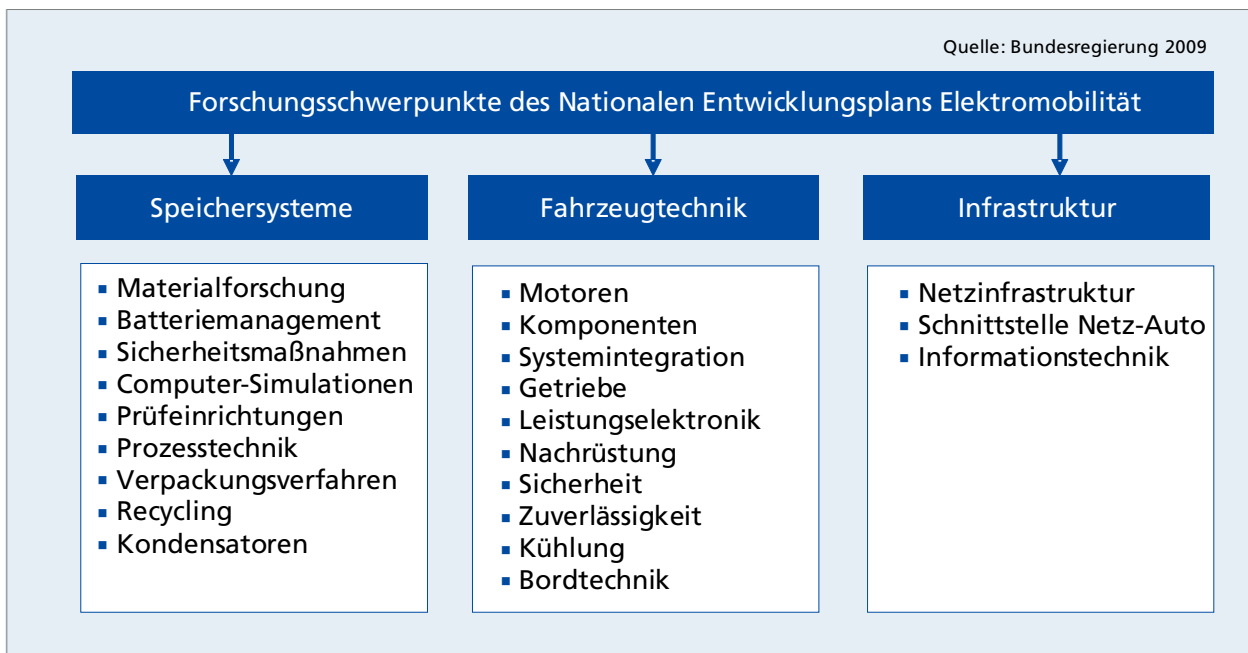 Quelle: Bundesregierung 2009
Forschungsschwerpunkte des Nationalen Entwicklungsplans Elektromobilität
Speichersysteme
Materialforschung
Batteriemanagement
Sicherheitsmaßnahmen
Computer-Simulationen
Prüfeinrichtungen
Prozesstechnik
Verpackungsverfahren
Recycling
Kondensatoren
Fahrzeugtechnik
Motoren
Komponenten
Systemintegration
Getriebe
Leistungselektronik
Nachrüstung
Sicherheit
Zuverlässigkeit
Kühlung
Bordtechnik
Infrastruktur
Netzinfrastruktur
Schnittstelle Netz-Auto
Informationstechnik